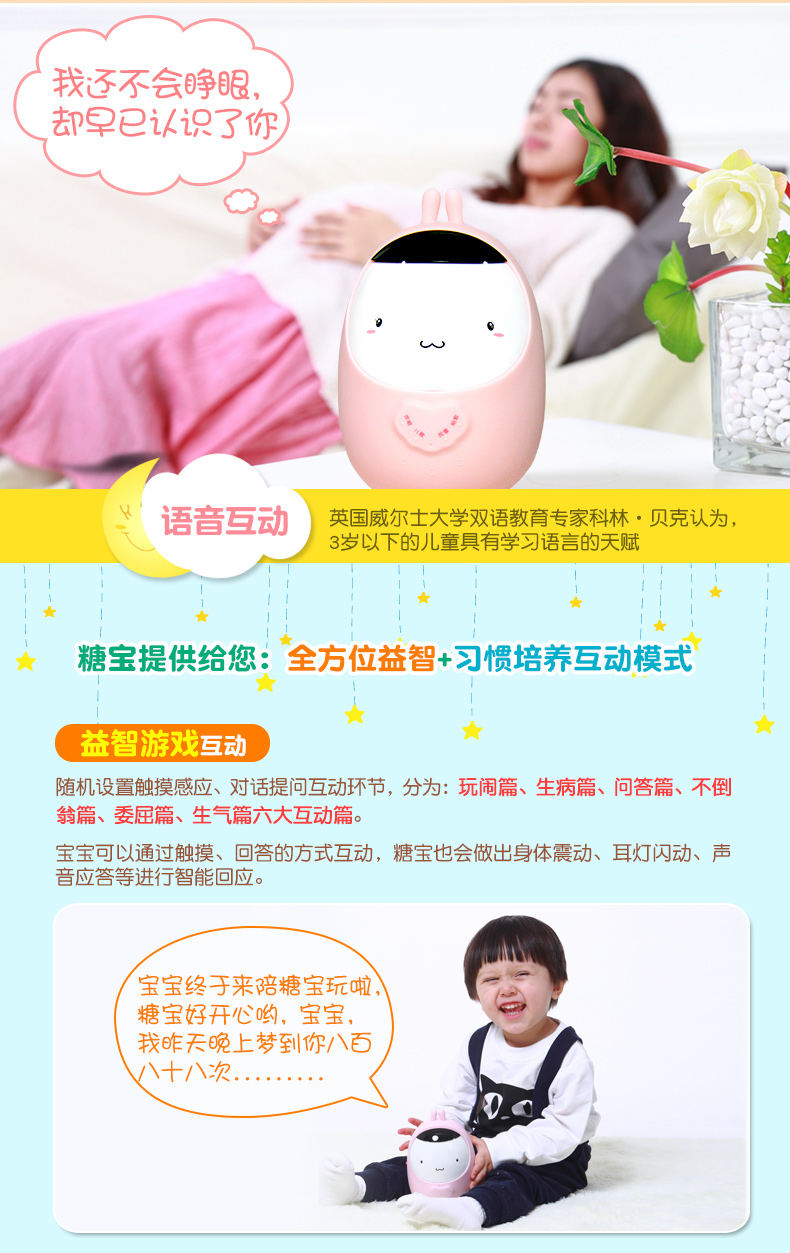 我还不会睁眼，
却早已认识了你
语音互动
英国威尔士大学双语教育专家科林·贝克认为，
3岁以下的儿童具有学习语言的天赋
糖宝提供给您：全方位益智+习惯培养互动模式
益智游戏互动
随机设置触摸感应、对话提问互动环节，分为：玩闹篇、生病篇、问答篇、不倒
翁篇、委屈篇、生气篇六大互动篇。
宝宝可以通过触摸、回答的方式互动，糖宝也会做出身体震动、耳灯闪动、声
音应答等进行智能回应。
宝宝终于来陪糖宝玩啦，
糖宝好开心哟，宝宝，
我昨天晚上梦到你八百
八十八次.........